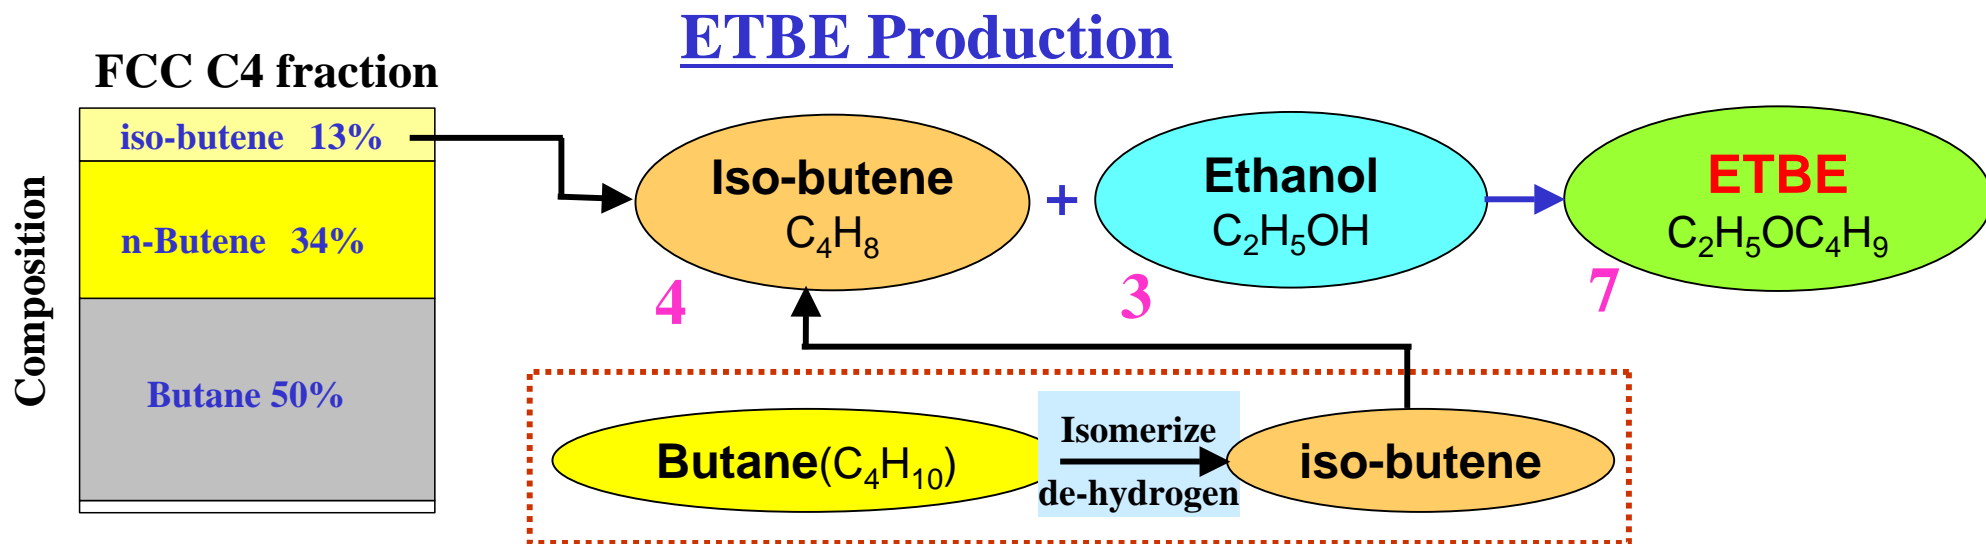 ETBE Production
FCC C4 fraction
Composition
iso-butene 13%
n-Butene 34%
Butane 50%
Iso-butene
C₄H₈
4
+
Ethanol
C₂H₅OH
3
ETBE
C₂H₅OC₄H₉
7
Butane(C₄H₁₀)
Isomerize
de-hydrogen
iso-butene